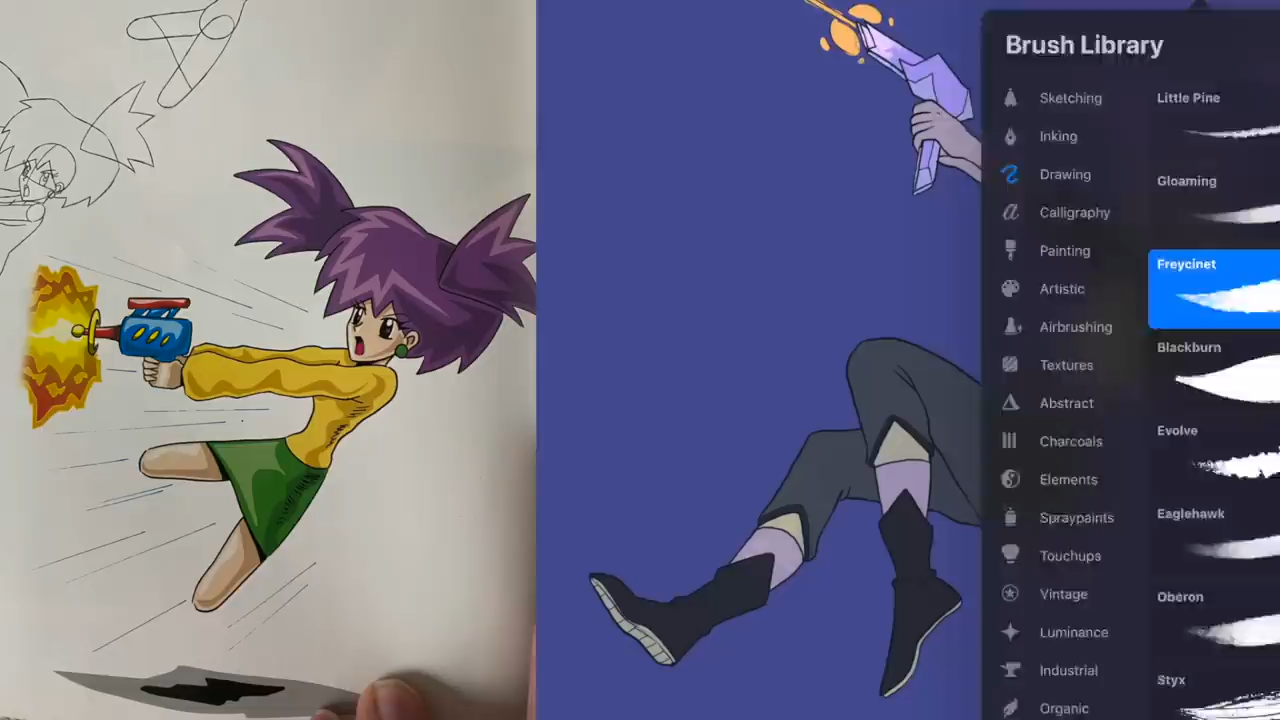 Brush Library
Sketching
Inking
Drawing
Calligraphy
Painting
Artistic
Airbrushing
Textures
Abstract
Charcoals
Elements
Spraypaints
Touchups
Vintage
Luminance
Industrial
Organic
Little Pine
Gloaming
Freycinet
Blackburn
Evolve
Eaglehawk
Oberon
Styx